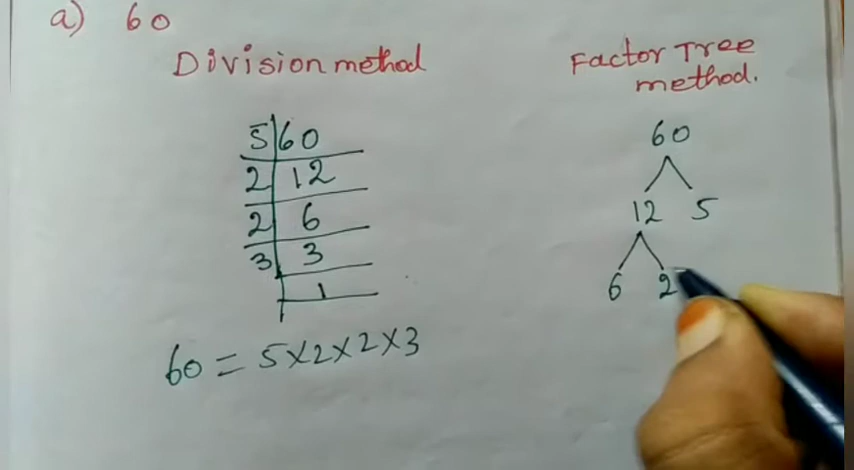 a) 60
Division method
5 60
2 12
2 6
3 3
1
60 = 5×2×2×3
Factor Tree
method.
60
12 5
6 2